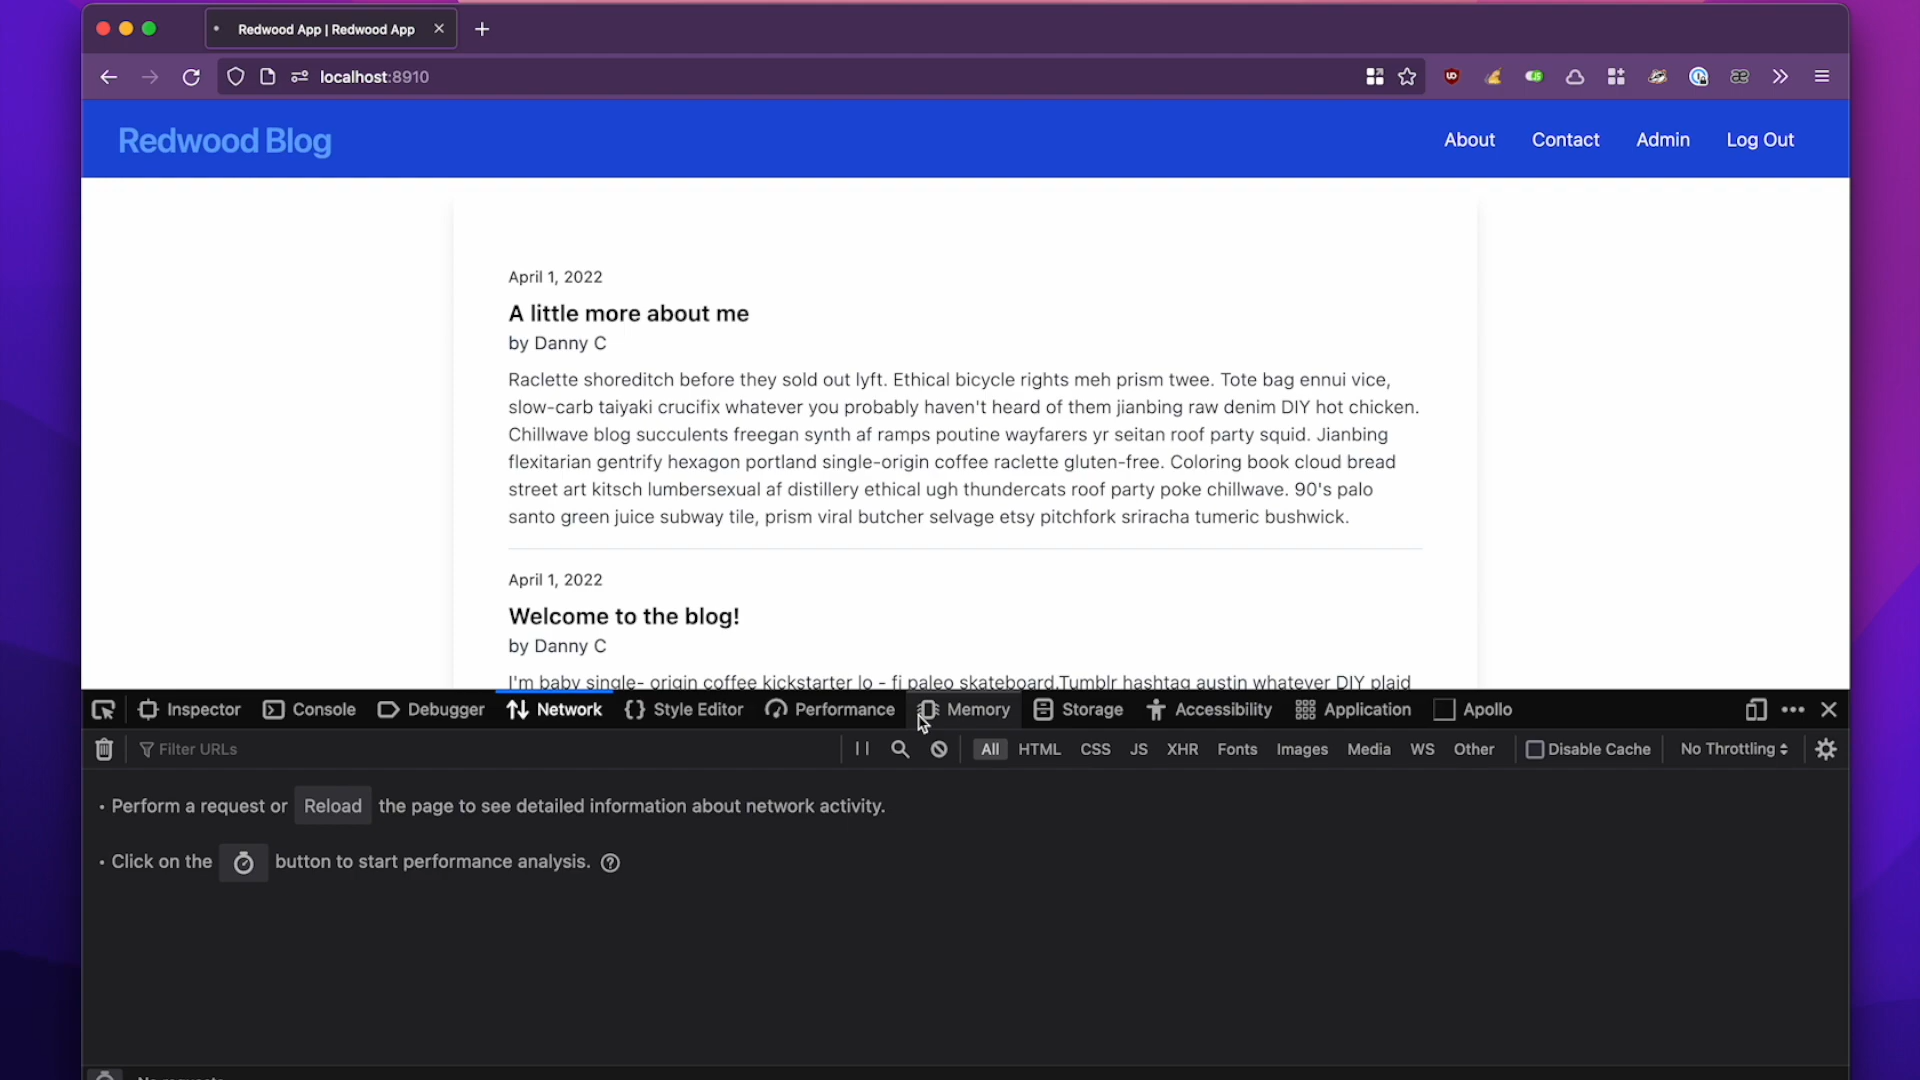 Redwood App | Redwood App
localhost:8910
Redwood Blog
About Contact Admin Log Out
April 1, 2022
A little more about me
by Danny C
Raclette shoreditch before they sold out lyft. Ethical bicycle rights meh prism twee. Tote bag ennui vice,
slow-carb taiyaki crucifix whatever you probably haven't heard of them jianbing raw denim DIY hot chicken.
Chillwave blog succulents freegan synth af ramps poutine wayfarers yr seitan roof party squid. Jianbing
flexitarian gentrify hexagon portland single-origin coffee raclette gluten-free. Coloring book cloud bread
street art kitsch lumbersexual af distillery ethical ugh thundercats roof party poke chillwave. 90's palo
santo green juice subway tile, prism viral butcher selvage etsy pitchfork sriracha tumeric bushwick.
April 1, 2022
Welcome to the blog!
by Danny C
I'm baby single- origin coffee kickstarter lo - fi paleo skateboard.Tumblr hashtag austin whatever DIY plaid
Inspector Console Debugger Network Style Editor Performance Memory Storage Accessibility Application Apollo
Filter URLs All HTML CSS JS XHR Fonts Images Media WS Other Disable Cache No Throttling
• Perform a request or Reload the page to see detailed information about network activity.
• Click on the button to start performance analysis.